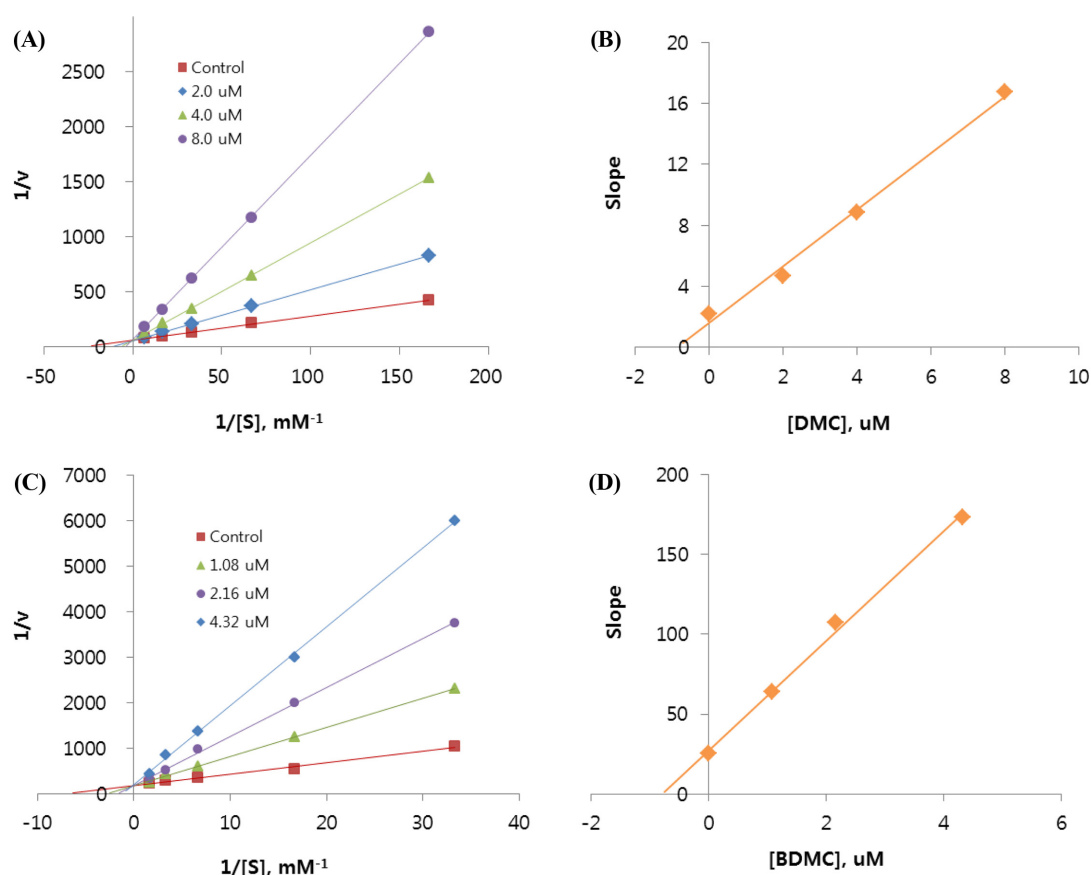 (A)
Control
2.0 uM
4.0 uM
8.0 uM
1/v
2500
2000
1500
1000
500
0
-50 0 50 100 150 200
1/[S], mM-1
(B)
Slope
20
16
12
8
4
0
-2 0 2 4 6 8 10
[DMC], uM
(C)
Control
1.08 uM
2.16 uM
4.32 uM
1/v
7000
6000
5000
4000
3000
2000
1000
0
-10 0 10 20 30 40
1/[S], mM-1
(D)
Slope
200
150
100
50
0
-2 0 2 4 6
[BDMC], uM